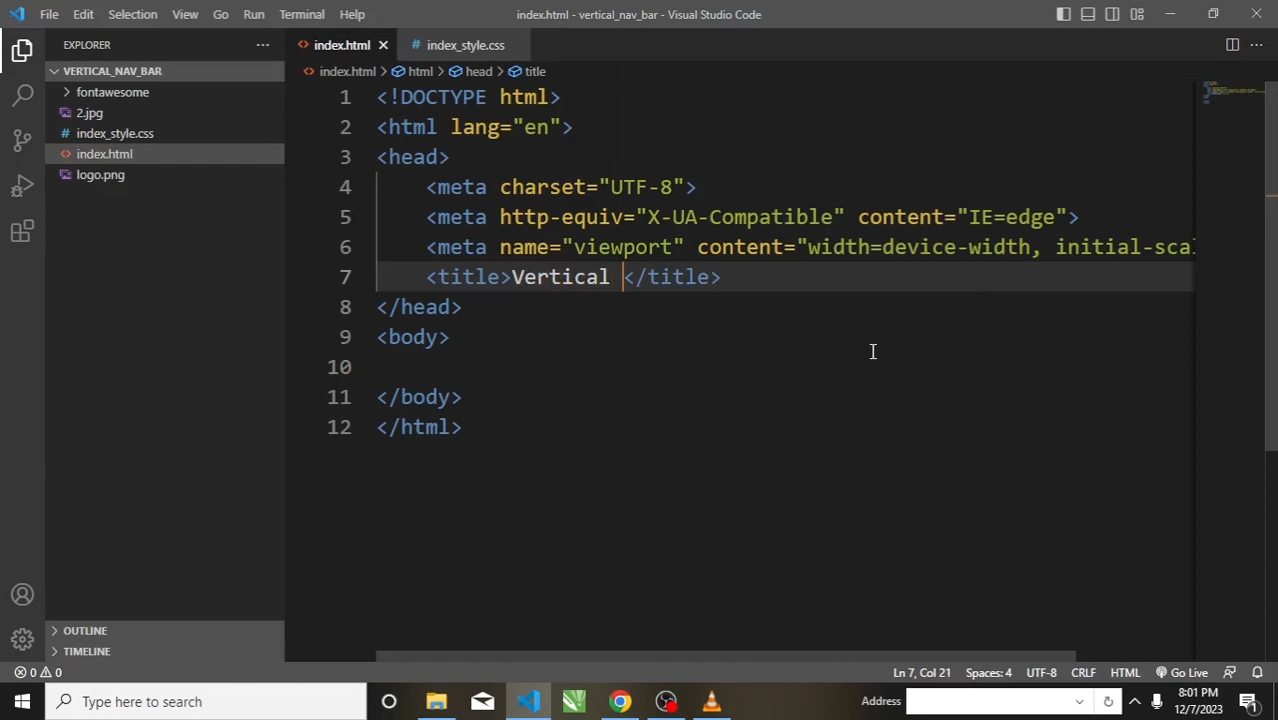 File Edit Selection View Go Run Terminal Help index.html - vertical_nav_bar - Visual Studio Code
EXPLORER
VERTICAL_NAV_BAR
fontawesome
2.jpg
index_style.css
index.html
logo.png
OUTLINE
TIMELINE
index.html index_style.css
index.html > html > head > title
1 <!DOCTYPE html>
2 <html lang="en">
3 <head>
4 <meta charset="UTF-8">
5 <meta http-equiv="X-UA-Compatible" content="IE=edge">
6 <meta name="viewport" content="width=device-width, initial-scal
7 <title>Vertical </title>
8 </head>
9 <body>
10
11 </body>
12 </html>
0 0 Ln 7, Col 21 Spaces: 4 UTF-8 CRLF HTML Go Live
Type here to search Address 8:01 PM
12/7/2023 1